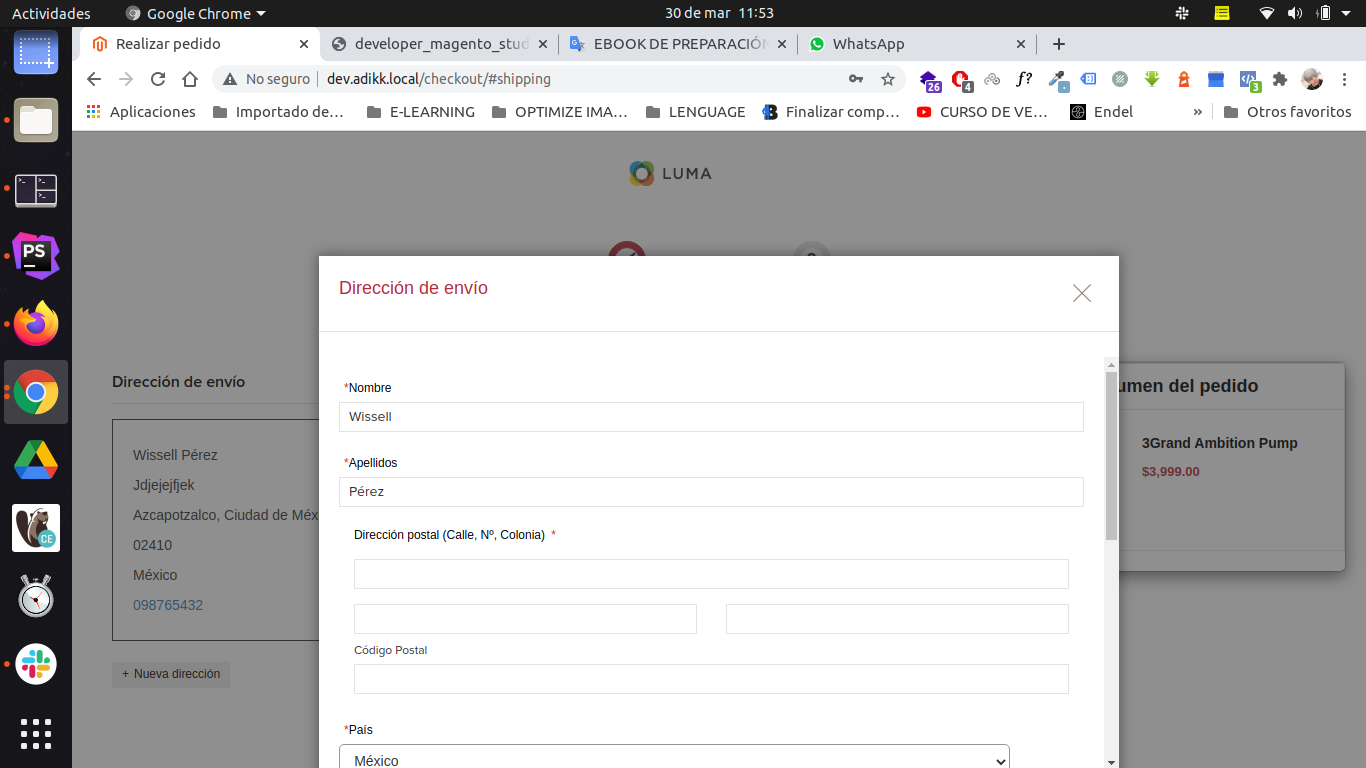 Actividades Google Chrome 30 de mar 11:53
Realizar pedido developer_magento_stud EBOOK DE PREPARACIÓN WhatsApp
No seguro dev.adikk.local/checkout/#shipping 26 4 f? 3
Aplicaciones Importado de… E-LEARNING OPTIMIZE IMA… LENGUAGE Finalizar comp… CURSO DE VE… Endel » Otros favoritos
LUMA
Dirección de envío
*Nombre
Wissell
*Apellidos
Pérez
Dirección postal (Calle, Nº, Colonia) *
Código Postal
*País
México
Dirección de envío
Wissell Pérez
Jdjejejfjek
Azcapotzalco, Ciudad de Méx
02410
México
098765432
+ Nueva dirección
umen del pedido
3Grand Ambition Pump
$3,999.00
PS
CE